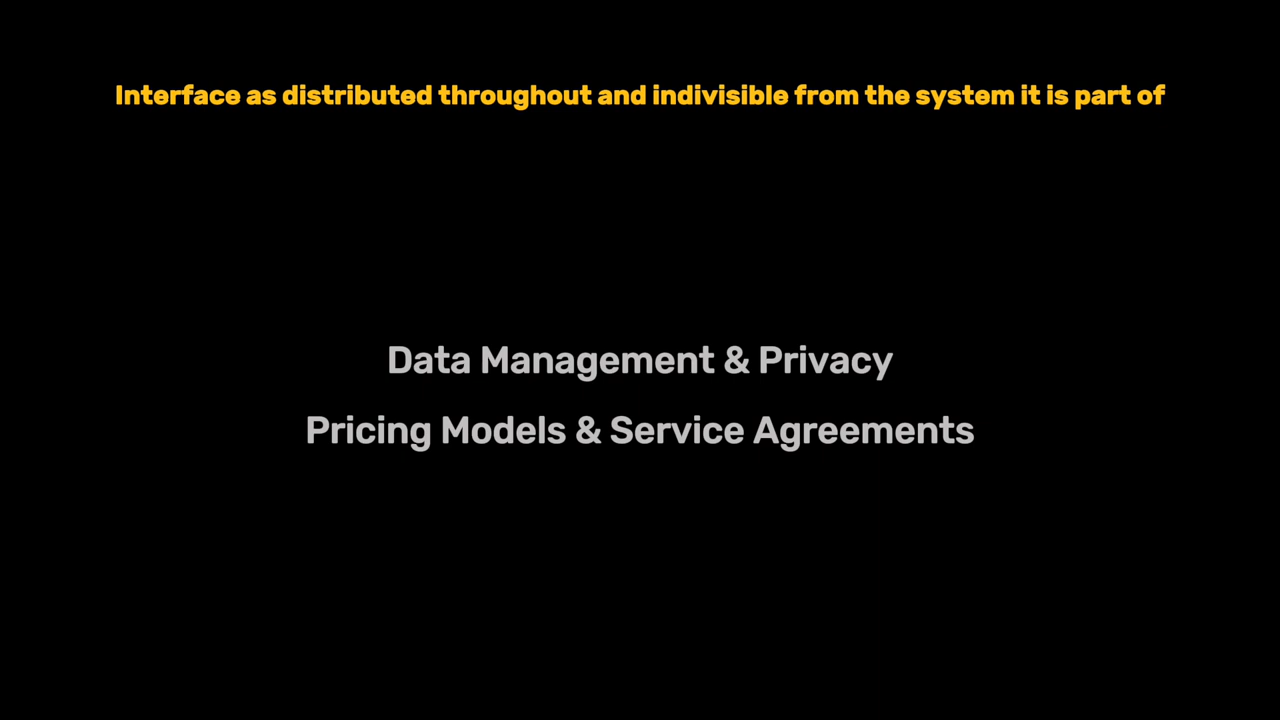 Interface as distributed throughout and indivisible from the system it is part of
Data Management & Privacy
Pricing Models & Service Agreements